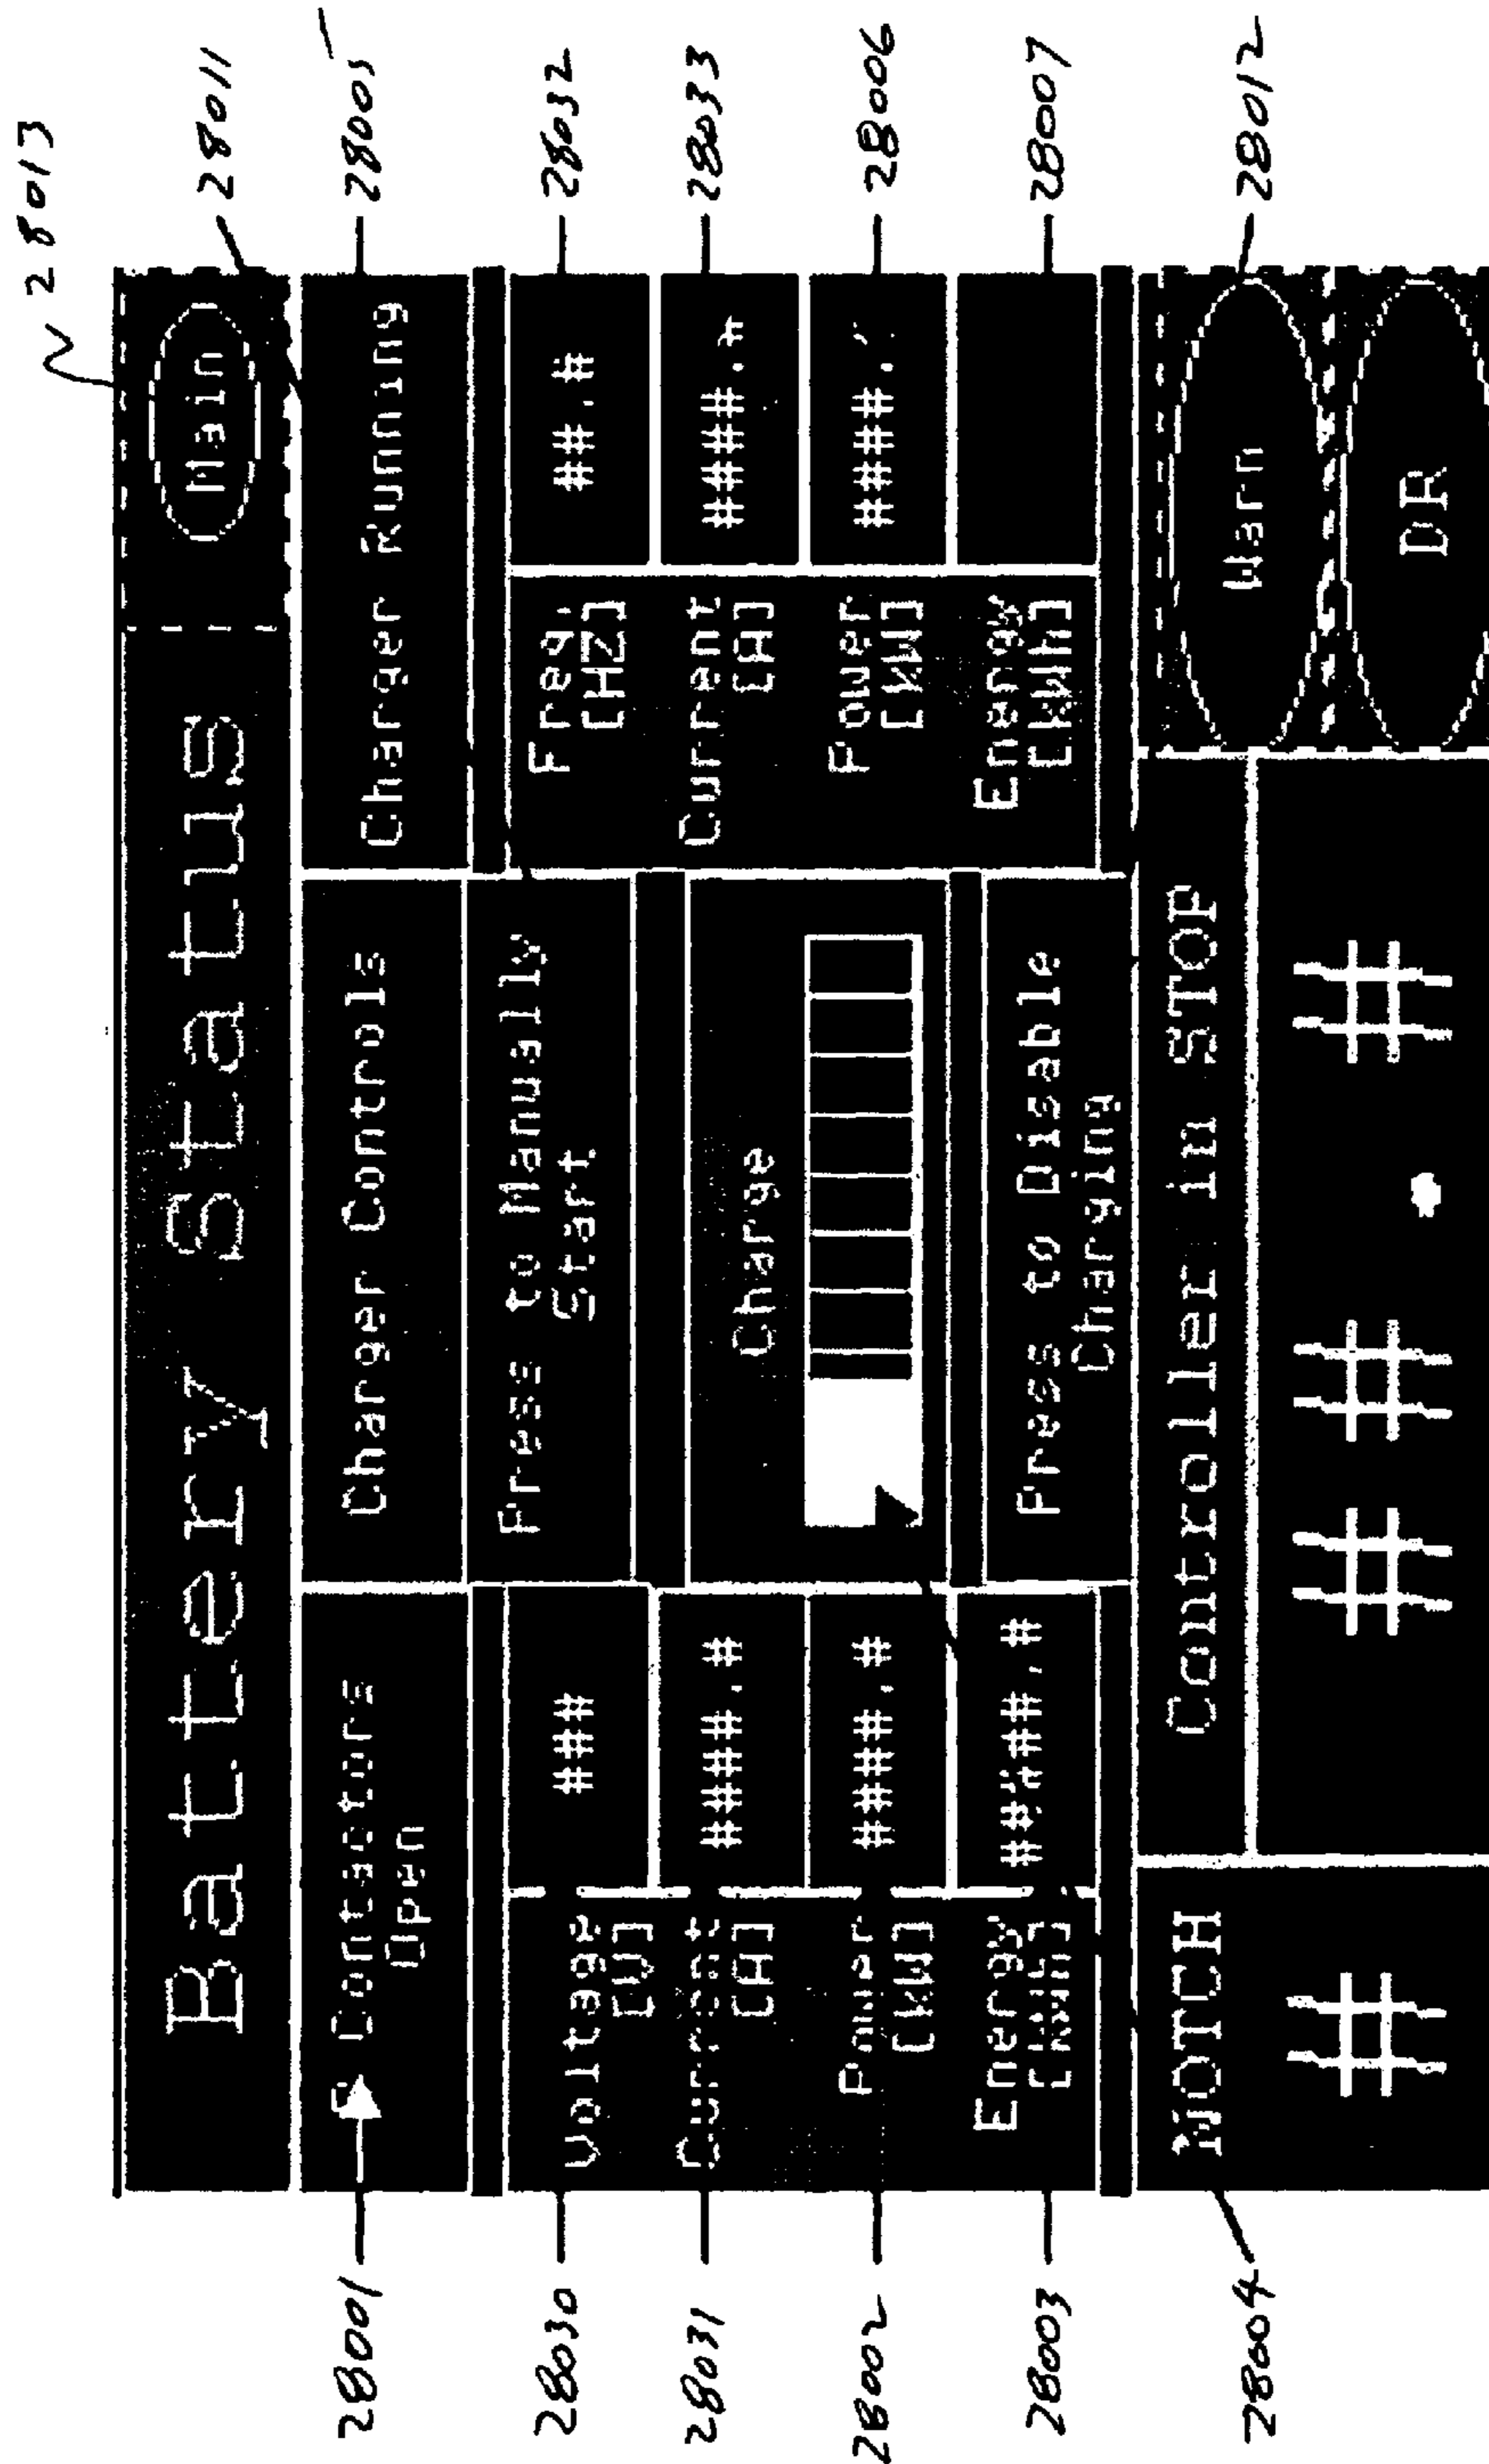 28013
28011
Battery Status
Main
28001
Contactors
Open
Charger Controls
Charger Running
28005
Press to Manually
Start
28030
Voltage
[V]
###
Freq.
[HZ]
##.#
28032
28031
Current
[A]
####.#
Charge
Current
[A]
####.#
28033
28002
Power
[KW]
####.#
Power
[KW]
####.#
28006
28003
Energy
[KWh]
####.#
Press to Disable
Charging
Energy
[KWh]
28007
28004
NOTCH
Controller in STOP
Warn
28012
#
##.#
DR